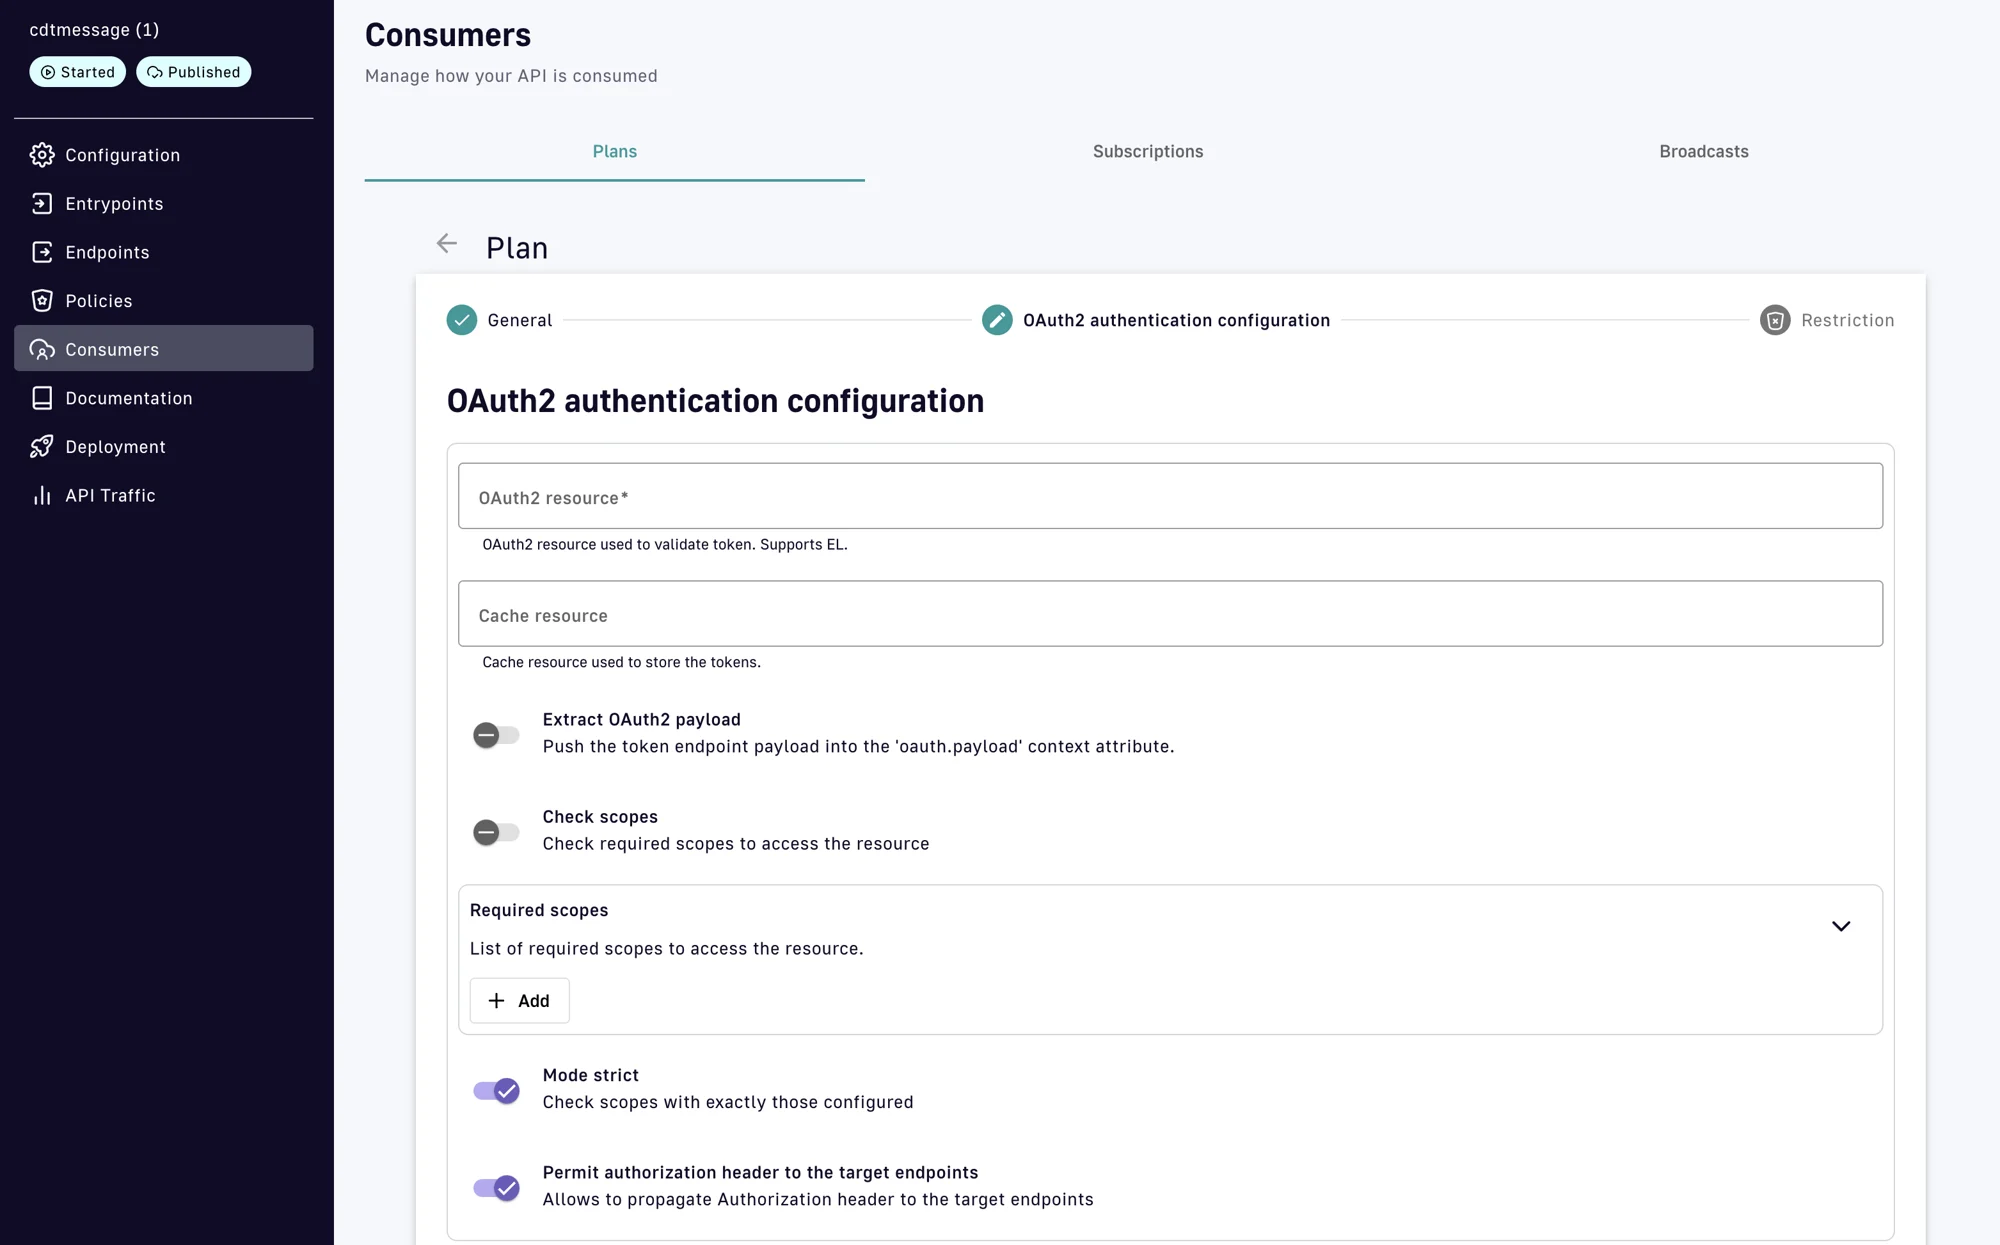 cdtmessage (1)
Started
Published
Configuration
Entrypoints
Endpoints
Policies
Consumers
Documentation
Deployment
API Traffic
Consumers
Manage how your API is consumed
Plans
Subscriptions
Broadcasts
Plan
General
OAuth2 authentication configuration
Restriction
OAuth2 authentication configuration
OAuth2 resource*
OAuth2 resource used to validate token. Supports EL.
Cache resource
Cache resource used to store the tokens.
Extract OAuth2 payload
Push the token endpoint payload into the 'oauth.payload' context attribute.
Check scopes
Check required scopes to access the resource
Required scopes
List of required scopes to access the resource.
Add
Mode strict
Check scopes with exactly those configured
Permit authorization header to the target endpoints
Allows to propagate Authorization header to the target endpoints